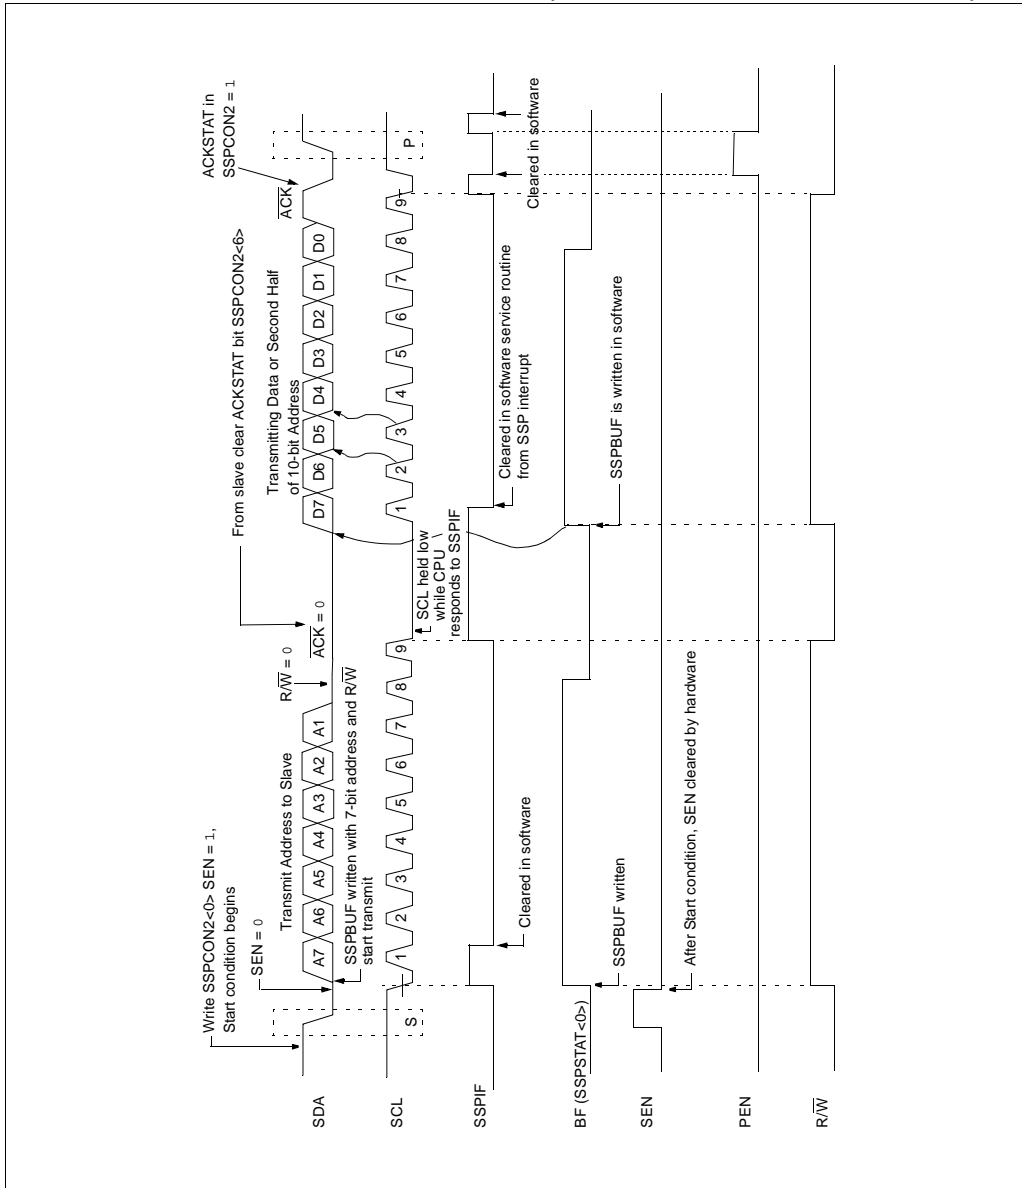 Write SSPCON2<0> SEN = 1,
Start condition begins
SEN = 0
Transmit Address to Slave
R/W = 0
ACK = 0
From slave clear ACKSTAT bit SSPCON2<6>
Transmitting Data or Second Half
of 10-bit Address
ACK
ACKSTAT in
SSPCON2 = 1
SDA
A7 A6 A5 A4 A3 A2 A1
D7 D6 D5 D4 D3 D2 D1 D0
SSPBUF written with 7-bit address and R/W
start transmit
SCL
S
1 2 3 4 5 6 7 8 9
1 2 3 4 5 6 7 8 9
P
SCL held low
while CPU
responds to SSPIF
SSPIF
Cleared in software
Cleared in software service routine
from SSP interrupt
Cleared in software
BF (SSPSTAT<0>)
SSPBUF written
SSPBUF is written in software
SEN
After Start condition, SEN cleared by hardware
PEN
R/W